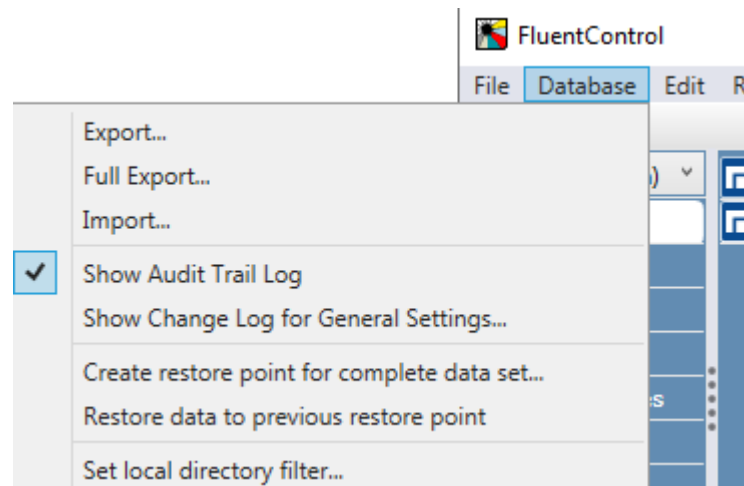 FluentControl
File Database Edit R
Export...
Full Export...
Import...
Show Audit Trail Log
Show Change Log for General Settings...
Create restore point for complete data set...
Restore data to previous restore point
Set local directory filter...